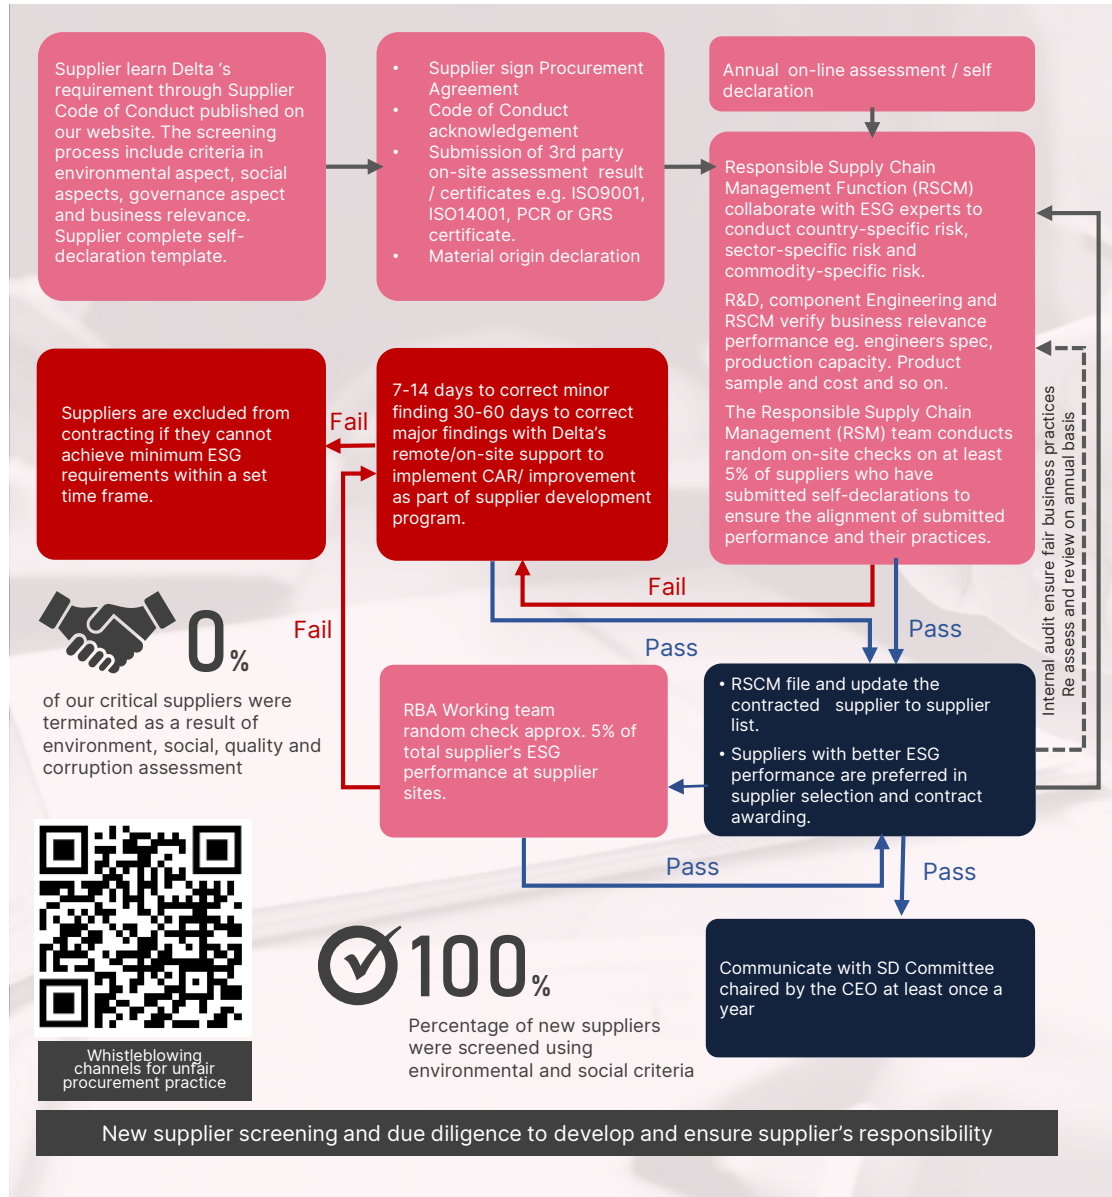 Supplier learn Delta ‘s
requirement through Supplier
Code of Conduct published on
our website. The screening
process include criteria in
environmental aspect, social
aspects, governance aspect
and business relevance.
Supplier complete self-
declaration template.
• Supplier sign Procurement
Agreement
• Code of Conduct
acknowledgement
• Submission of 3rd party
on-site assessment result
/ certificates e.g. ISO9001,
ISO14001, PCR or GRS
certificate.
• Material origin declaration
Annual on-line assessment / self
declaration
Responsible Supply Chain
Management Function (RSCM)
collaborate with ESG experts to
conduct country-specific risk,
sector-specific risk and
commodity-specific risk.
R&D, component Engineering and
RSCM verify business relevance
performance eg. engineers spec,
production capacity. Product
sample and cost and so on.
The Responsible Supply Chain
Management (RSM) team conducts
random on-site checks on at least
5% of suppliers who have
submitted self-declarations to
ensure the alignment of submitted
performance and their practices.
Suppliers are excluded from
contracting if they cannot
achieve minimum ESG
requirements within a set
time frame.
Fail
7-14 days to correct minor
finding 30-60 days to correct
major findings with Delta’s
remote/on-site support to
implement CAR/ improvement
as part of supplier development
program.
Internal audit ensure fair business practices
Re assess and review on annual basis
Fail
Fail
Pass
Pass
0%
of our critical suppliers were
terminated as a result of
environment, social, quality and
corruption assessment
RBA Working team
random check approx. 5% of
total supplier’s ESG
performance at supplier
sites.
• RSCM file and update the
contracted supplier to supplier
list.
• Suppliers with better ESG
performance are preferred in
supplier selection and contract
awarding.
Pass
Pass
Whistleblowing
channels for unfair
procurement practice
100%
Percentage of new suppliers
were screened using
environmental and social criteria
Communicate with SD Committee
chaired by the CEO at least once a
year
New supplier screening and due diligence to develop and ensure supplier’s responsibility